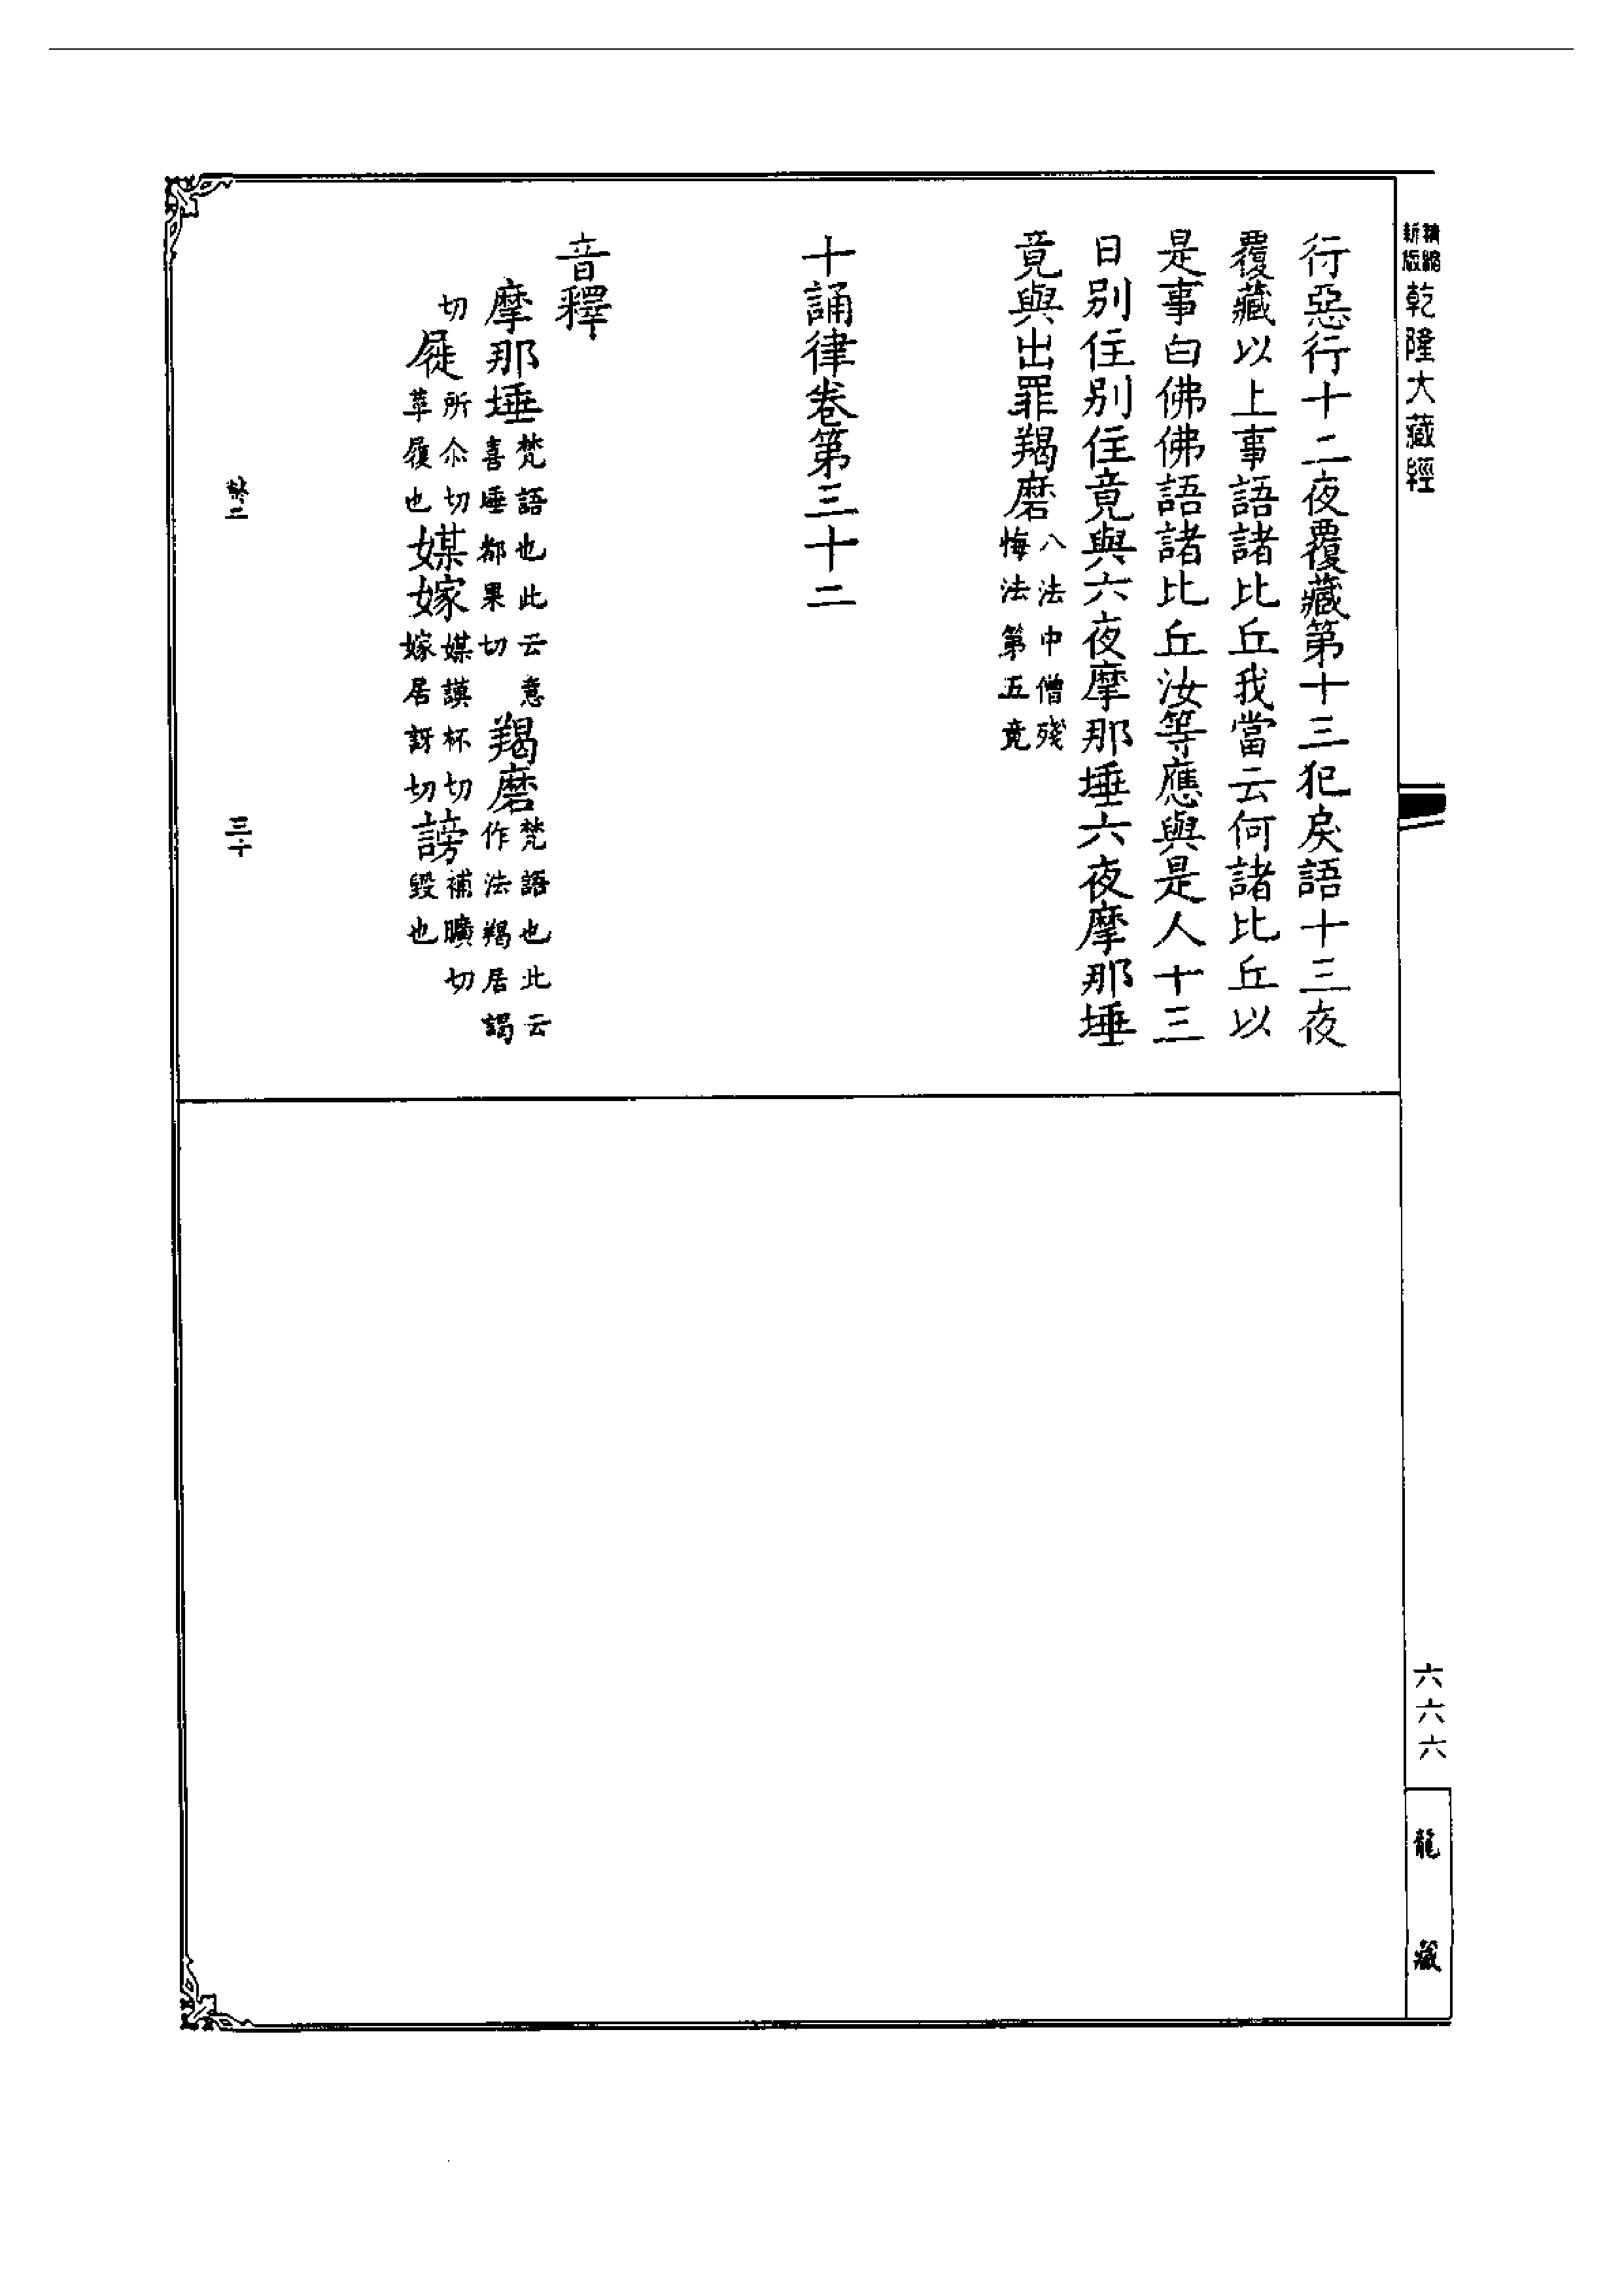 精縮新版乾隆大藏經
行惡行十二夜覆藏第十三犯戾語十三夜
覆藏以上事語諸比丘我當云何諸比丘以
是事白佛佛語諸比丘汝等應與是人十三
日別住別住竟與六夜摩那埵六夜摩那埵
竟與出罪羯磨八法中僧殘悔法第五竟
十誦律卷第三十二
音釋
摩那埵梵語也此云意喜埵都果切 羯磨梵語也此云作法羯居謁
切 屣所尒切革履也 媒嫁媒謨杯切嫁居訝切 謗補曠切毀也
三十
六六六
龍藏